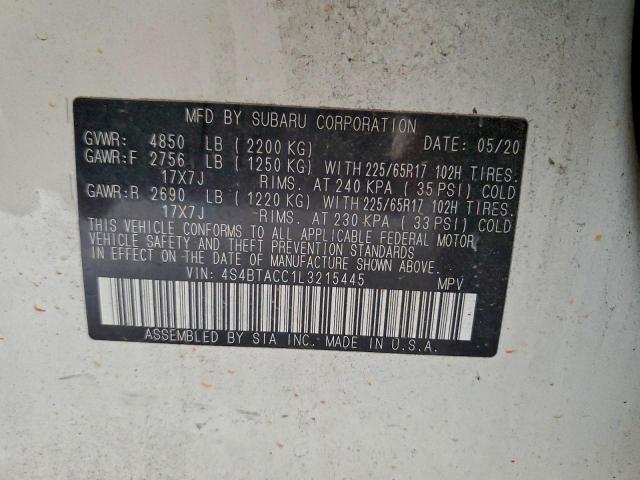 MFD BY SUBARU CORPORATION
GVWR: 4850 LB ( 2200 KG) DATE: 05/20
GAWR:F 2756 LB ( 1250 KG) WITH 225/65R17 102H TIRES.
17X7J -RIMS. AT 240 KPA ( 35 PSI) COLD
GAWR:R 2690 LB ( 1220 KG) WITH 225/65R17 102H TIRES.
17X7J -RIMS. AT 230 KPA ( 33 PSI) COLD
THIS VEHICLE CONFORMS TO ALL APPLICABLE FEDERAL MOTOR
VEHICLE SAFETY AND THEFT PREVENTION STANDARDS
IN EFFECT ON THE DATE OF MANUFACTURE SHOWN ABOVE.
VIN: 4S4BTACC1L3215445 MPV
ASSEMBLED BY SIA INC. MADE IN U.S.A.